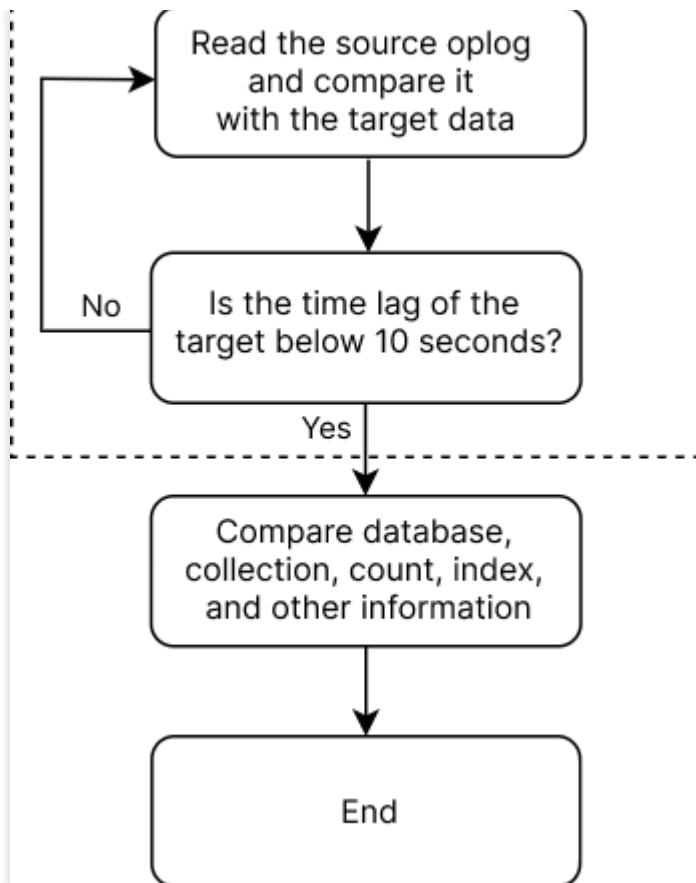 Read the source oplog
and compare it
with the target data
No
Is the time lag of the
target below 10 seconds?
Yes
Compare database,
collection, count, index,
and other information
End